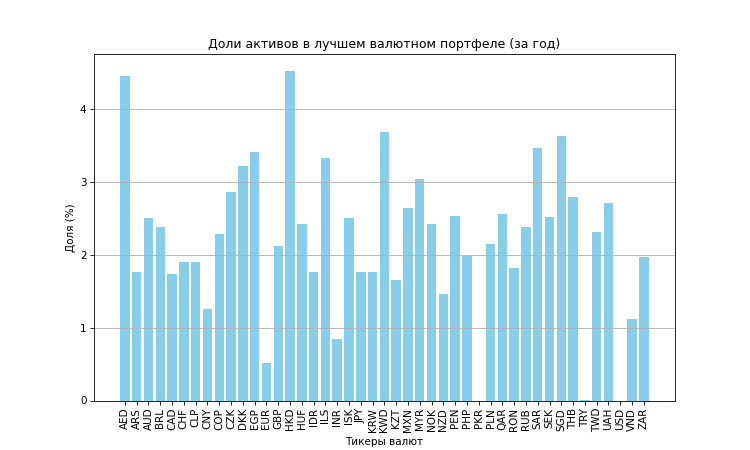 Доли активов в лучшем валютном портфеле (за год)
Доля (%)
4
3
2
1
0
AED ARS AUD BRL CAD CHF CLP CNY COP CZK DKK EGP EUR GBP HKD HUF IDR ILS INR ISK JPY KRW KWD KZT MXN MYR NOK NZD PEN PHP PKR PLN QAR RON RUB SAR SEK SGD THB TRY TWD UAH USD VND ZAR
Тикеры валют